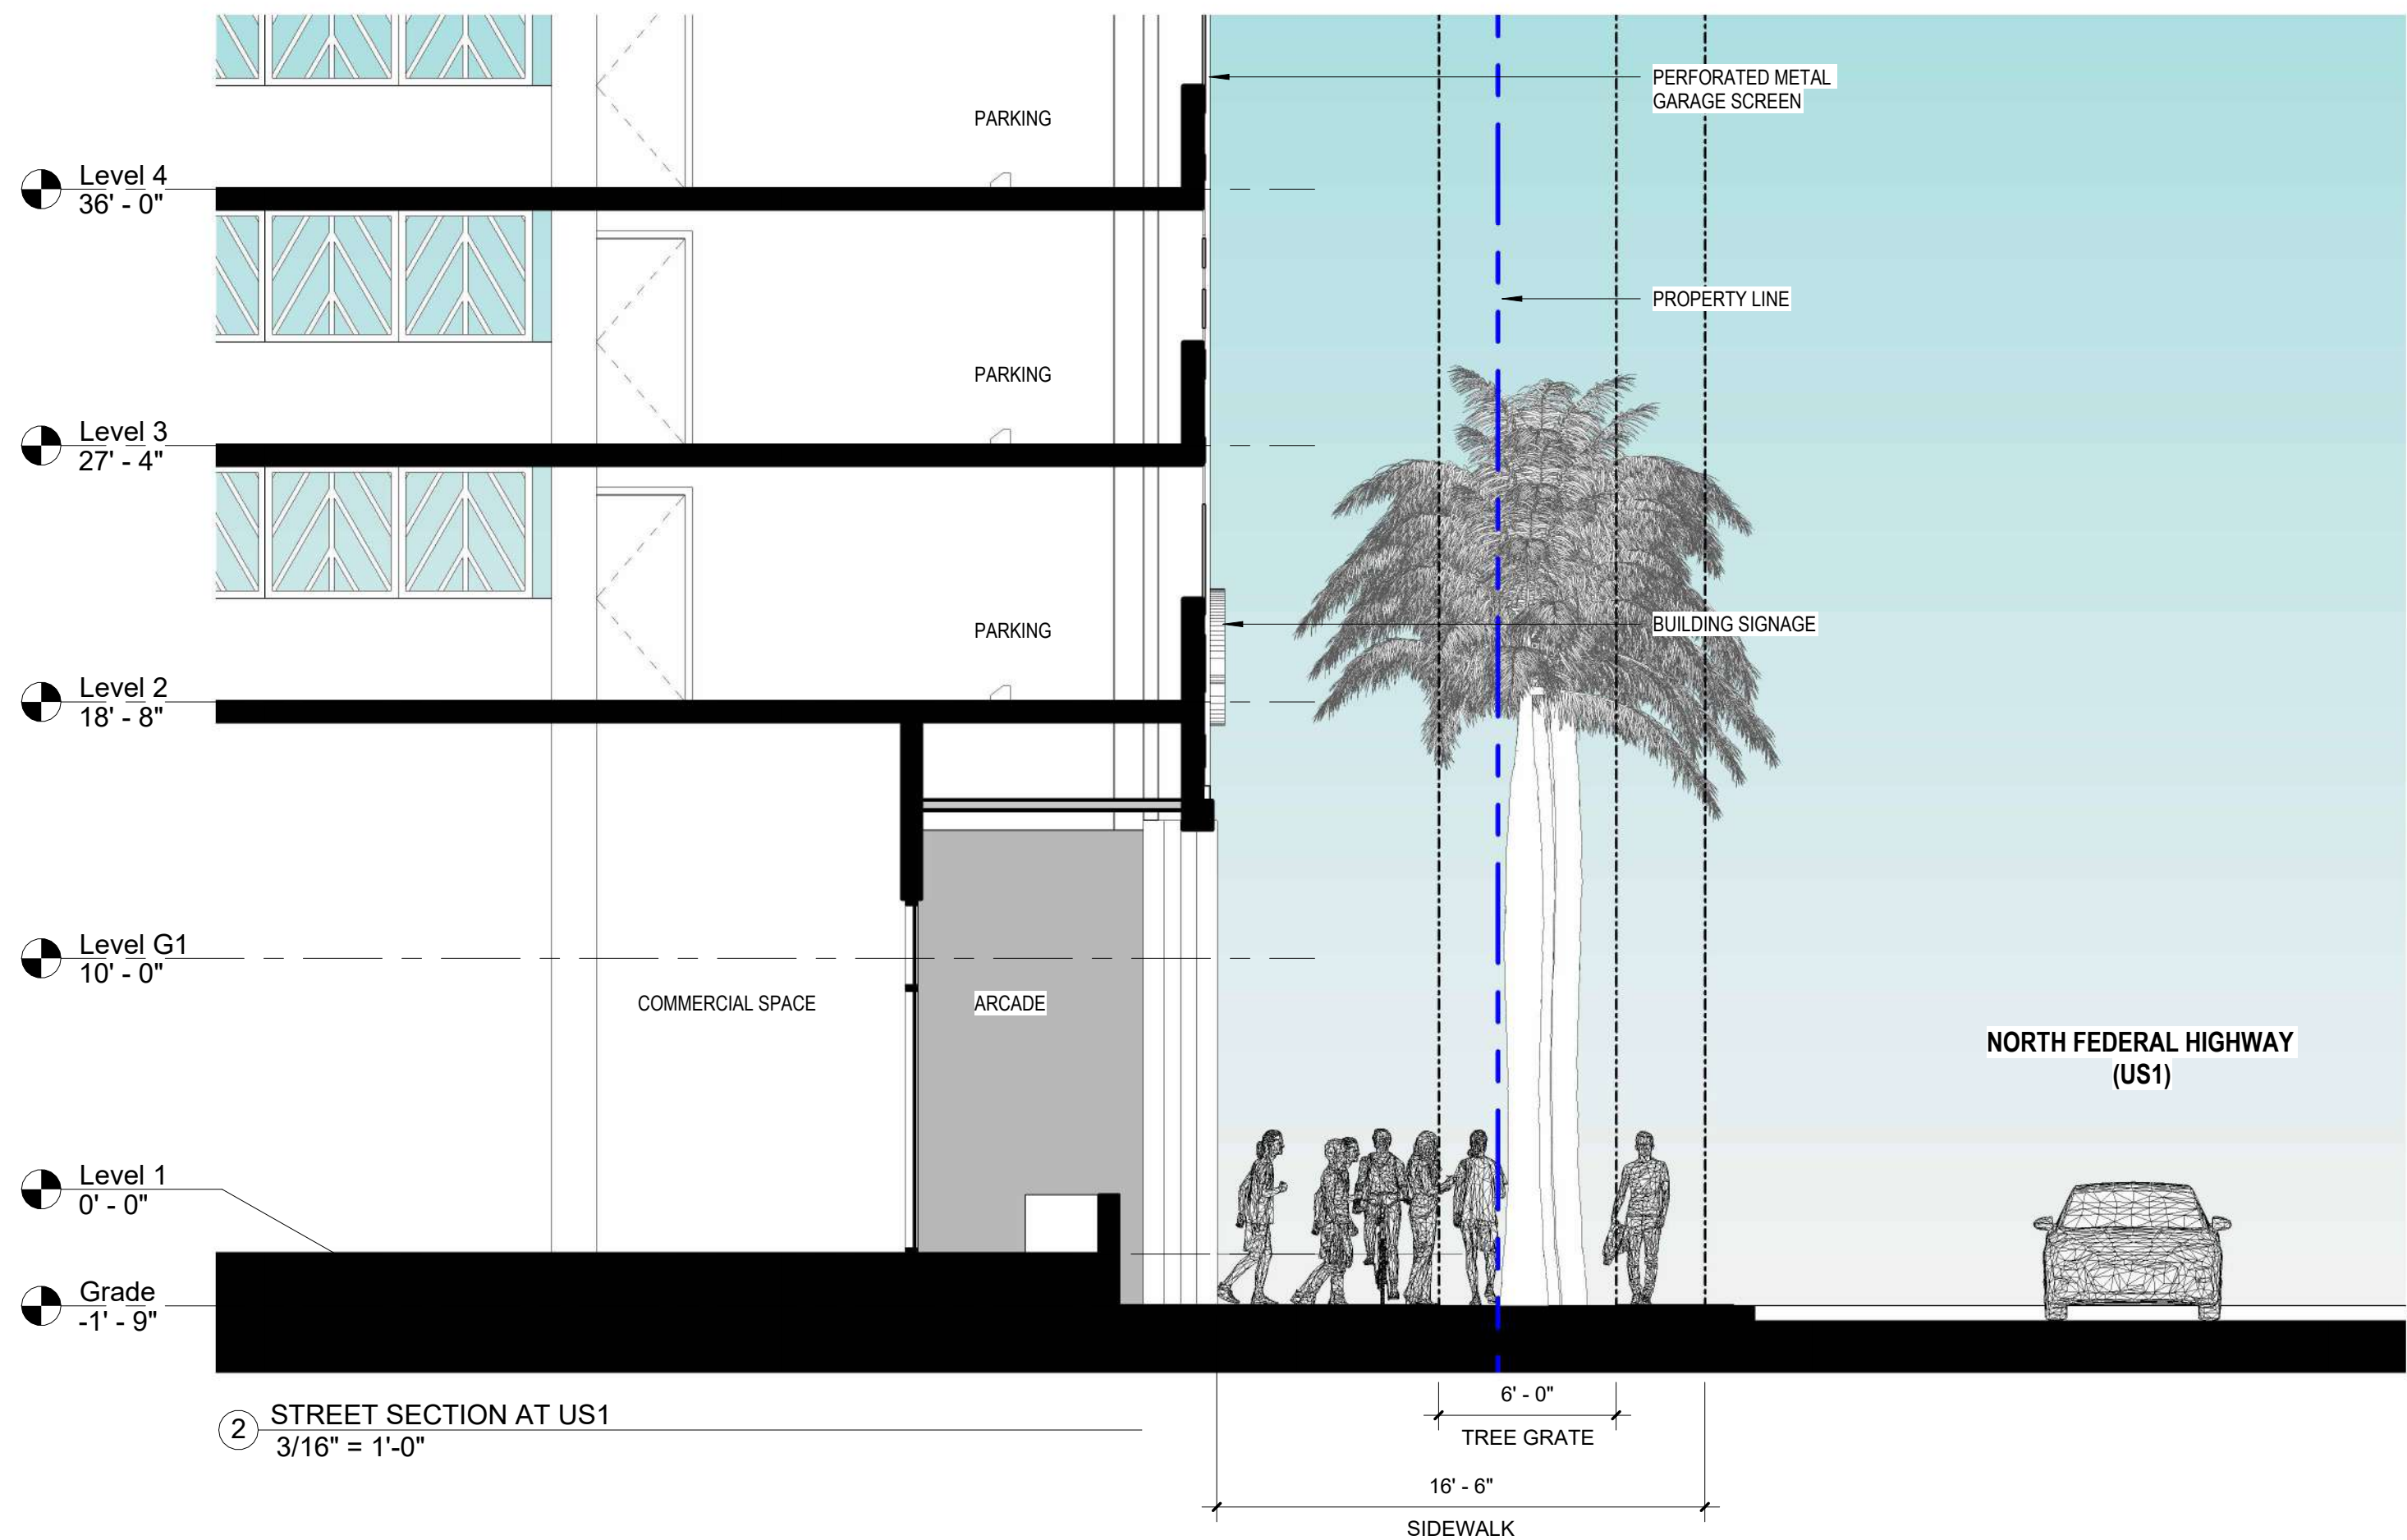 PERFORATED METAL
GARAGE SCREEN
PARKING
Level 4
36' - 0"
PROPERTY LINE
PARKING
Level 3
27' - 4"
BUILDING SIGNAGE
PARKING
Level 2
18' - 8"
Level G1
10' - 0"
COMMERCIAL SPACE
ARCADE
NORTH FEDERAL HIGHWAY
(US1)
Level 1
0' - 0"
Grade
-1' - 9"
6' - 0"
TREE GRATE
2
STREET SECTION AT US1
3/16" = 1'-0"
16' - 6"
SIDEWALK